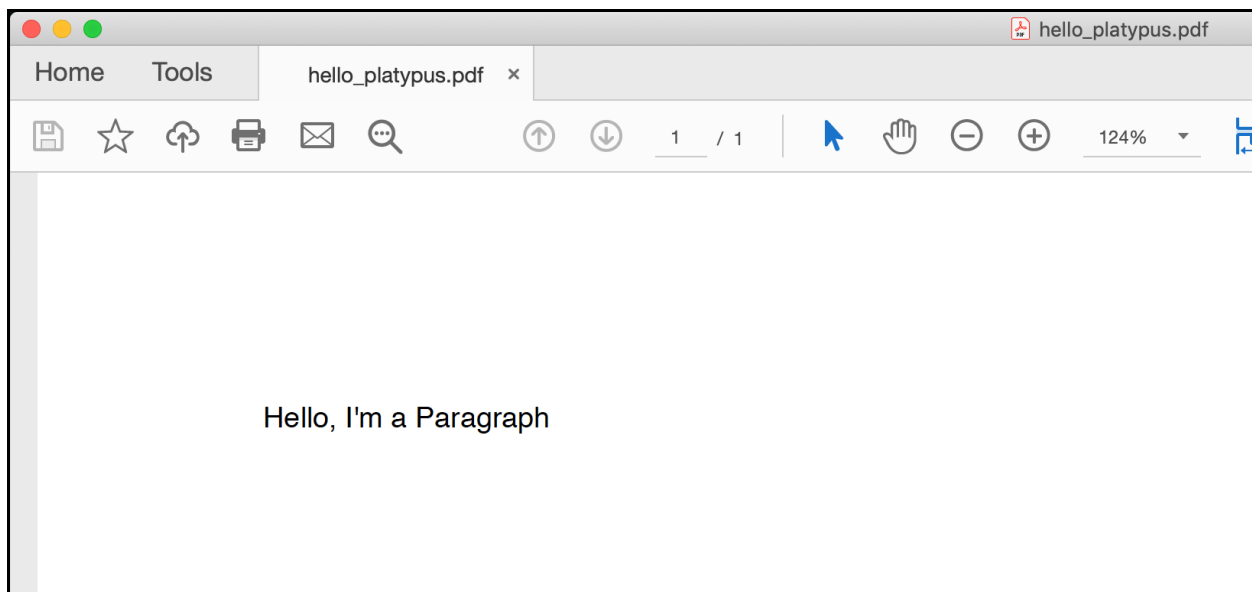 hello_platypus.pdf
Home Tools hello_platypus.pdf ×
1 / 1 124%
Hello, I'm a Paragraph